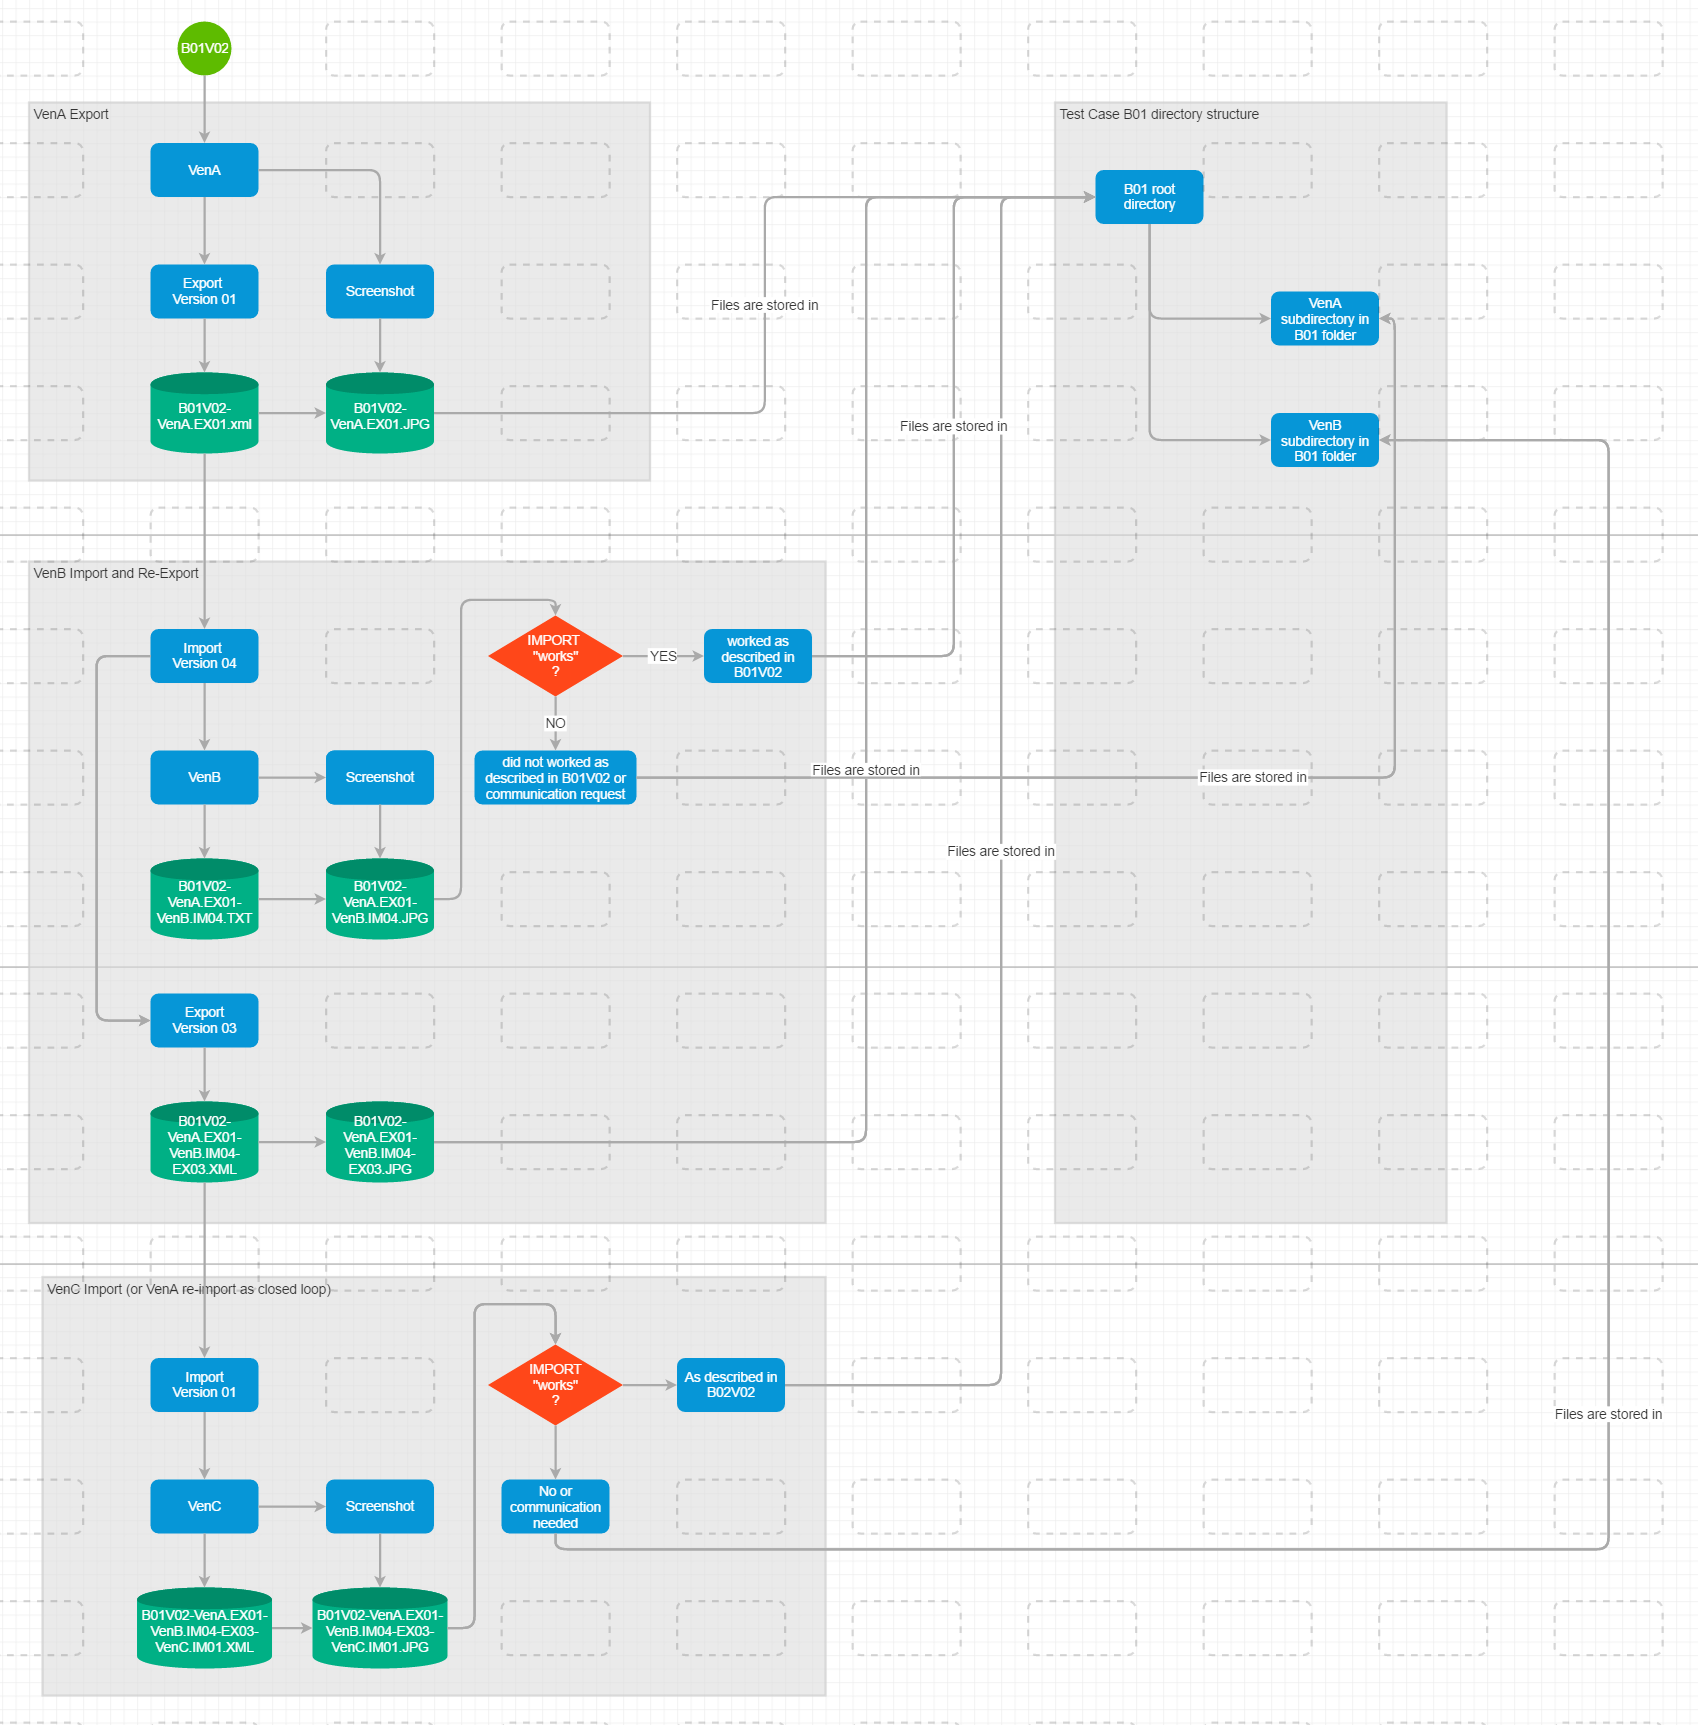 B01V02
VenA Export
VenA
Export
Version 01
Screenshot
B01V02-
VenA.EX01.xml
B01V02-
VenA.EX01.JPG
Files are stored in
Test Case B01 directory structure
B01 root
directory
VenA
subdirectory in
B01 folder
VenB
subdirectory in
B01 folder
Files are stored in
VenB Import and Re-Export
Import
Version 04
IMPORT
"works"
?
YES
worked as
described in
B01V02
NO
VenB
Screenshot
did not worked as
described in B01V02 or
communication request
Files are stored in
Files are stored in
Files are stored in
B01V02-
VenA.EX01-
VenB.IM04.TXT
B01V02-
VenA.EX01-
VenB.IM04.JPG
Export
Version 03
B01V02-
VenA.EX01-
VenB.IM04-
EX03.XML
B01V02-
VenA.EX01-
VenB.IM04-
EX03.JPG
VenC Import (or VenA re-import as closed loop)
Import
Version 01
IMPORT
"works"
?
As described in
B02V02
Files are stored in
VenC
Screenshot
No or
communication
needed
B01V02-VenA.EX01-
VenB.IM04-EX03-
VenC.IM01.XML
B01V02-VenA.EX01-
VenB.IM04-EX03-
VenC.IM01.JPG